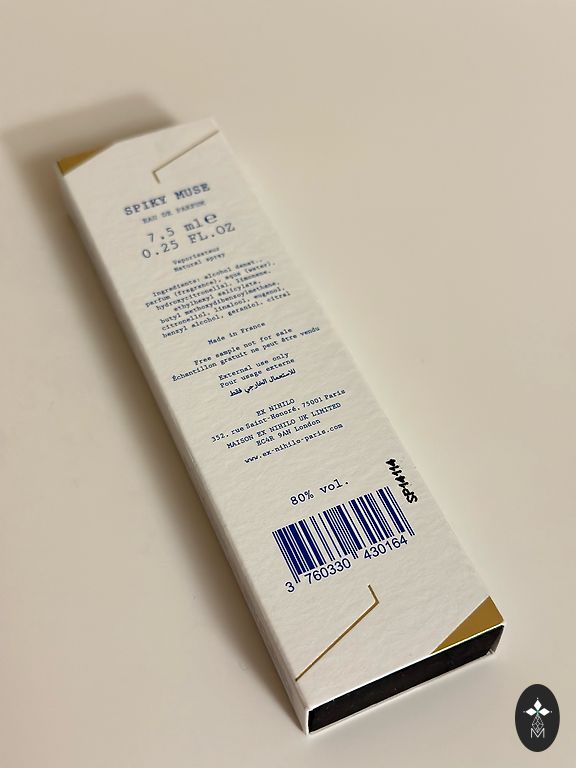 SPIKY MUSE
EAU DE PARFUM
7.5 ml℮
0.25 FL.OZ
Vaporisateur
Natural spray
Ingredients: alcohol denat.,
parfum (fragrance), aqua (water),
hydroxycitronellal, limonene,
ethylhexyl salicylate,
butyl methoxydibenzoylmethane,
citronellol, linalool, eugenol,
benzyl alcohol, geraniol, citral
Made in France
Free sample not for sale
Échantillon gratuit ne peut être vendu
External use only
Pour usage externe
للاستعمال الخارجي فقط
EX NIHILO
352, rue Saint-Honoré, 75001 Paris
MAISON EX NIHILO UK LIMITED
EC4R 9AN London
www.ex-nihilo-paris.com
80% vol.
SP14114
3 760330 430164
M